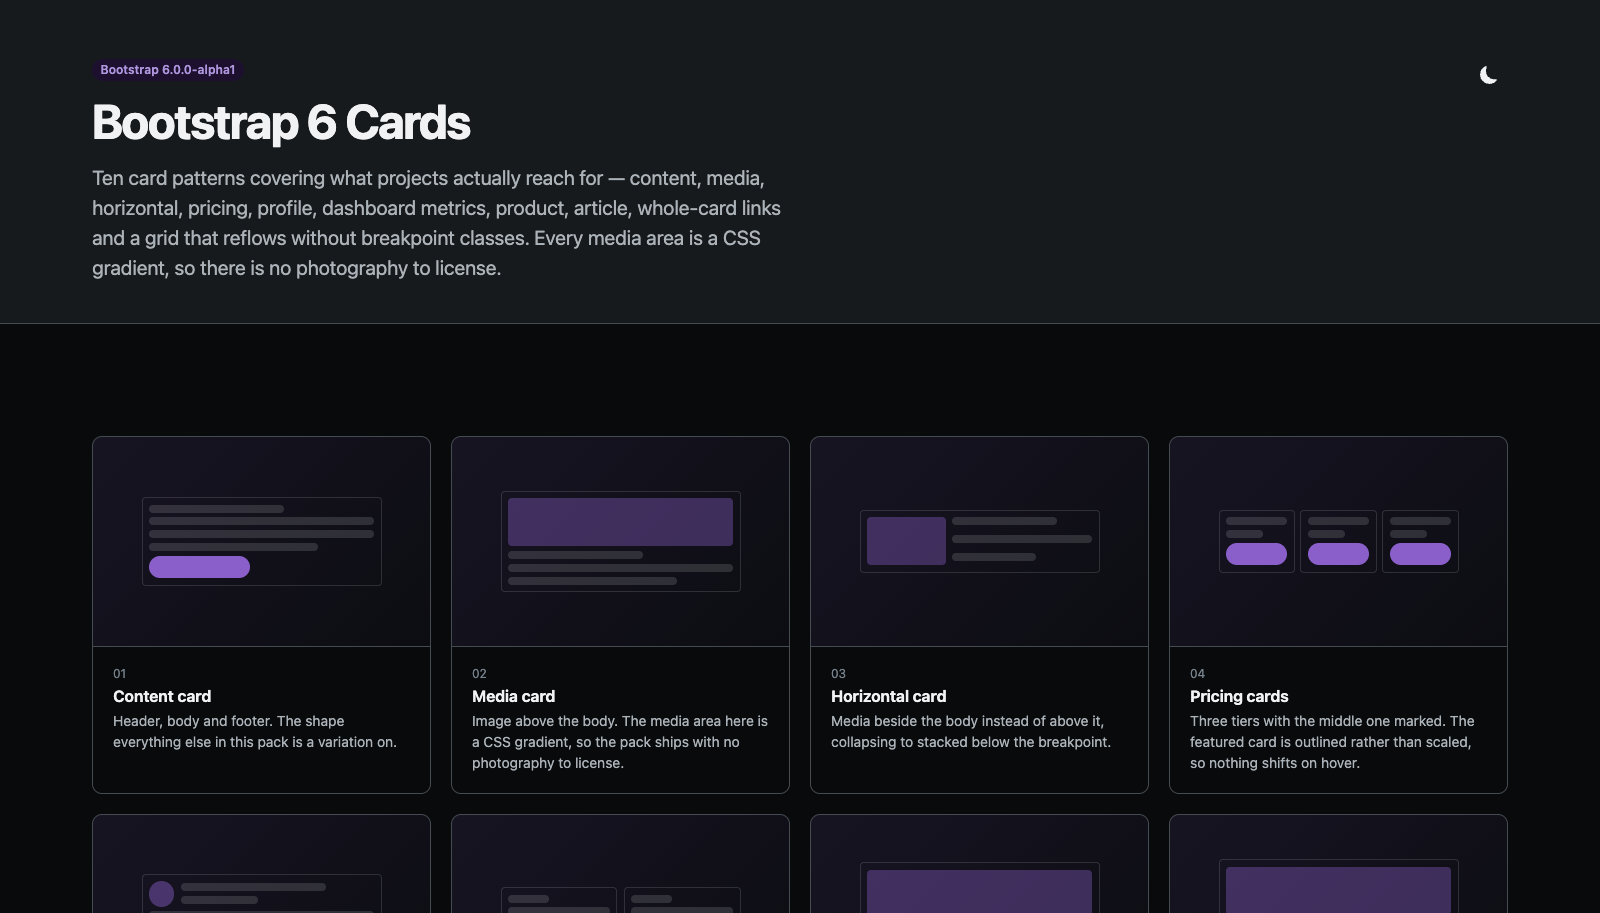 Bootstrap 6.0.0-alpha1
Bootstrap 6 Cards
Ten card patterns covering what projects actually reach for — content, media,
horizontal, pricing, profile, dashboard metrics, product, article, whole-card links
and a grid that reflows without breakpoint classes. Every media area is a CSS
gradient, so there is no photography to license.
01
Content card
Header, body and footer. The shape
everything else in this pack is a variation on.
02
Media card
Image above the body. The media area here is
a CSS gradient, so the pack ships with no
photography to license.
03
Horizontal card
Media beside the body instead of above it,
collapsing to stacked below the breakpoint.
04
Pricing cards
Three tiers with the middle one marked. The
featured card is outlined rather than scaled,
so nothing shifts on hover.